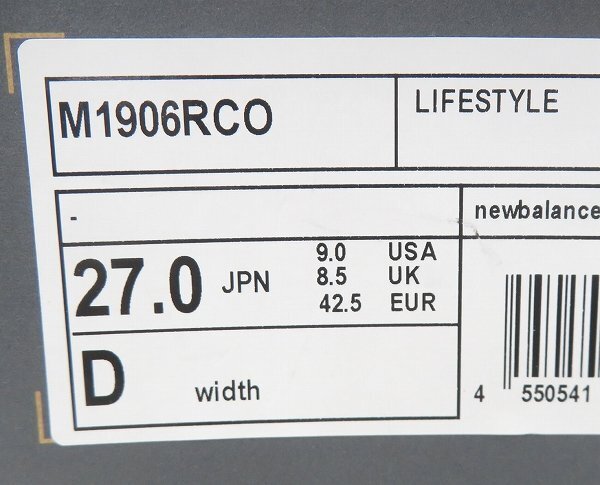 M1906RCO
LIFESTYLE
-
newbalance
27.0 JPN
9.0 USA
8.5 UK
42.5 EUR
D width
4 550541